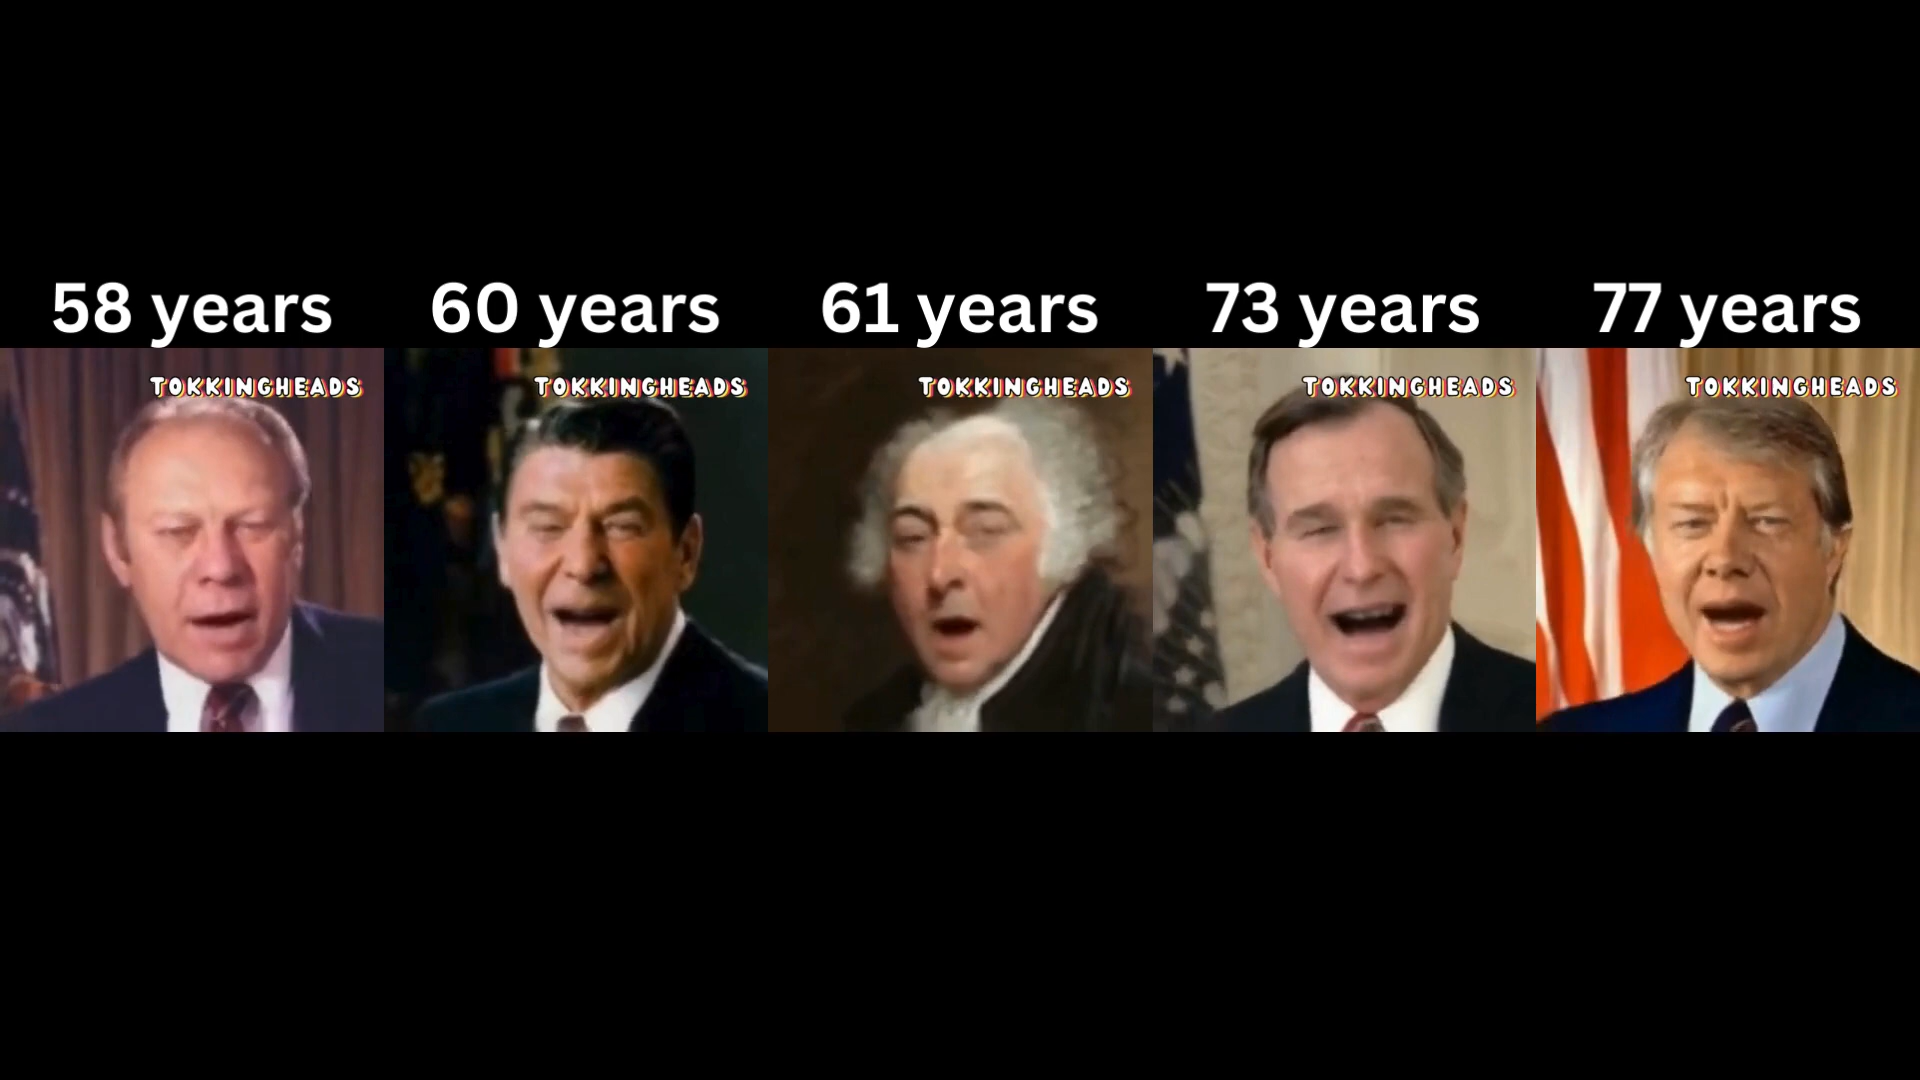 58 years
60 years
61 years
73 years
77 years
TOKKINGHEADS
TOKKINGHEADS
TOKKINGHEADS
TOKKINGHEADS
TOKKINGHEADS